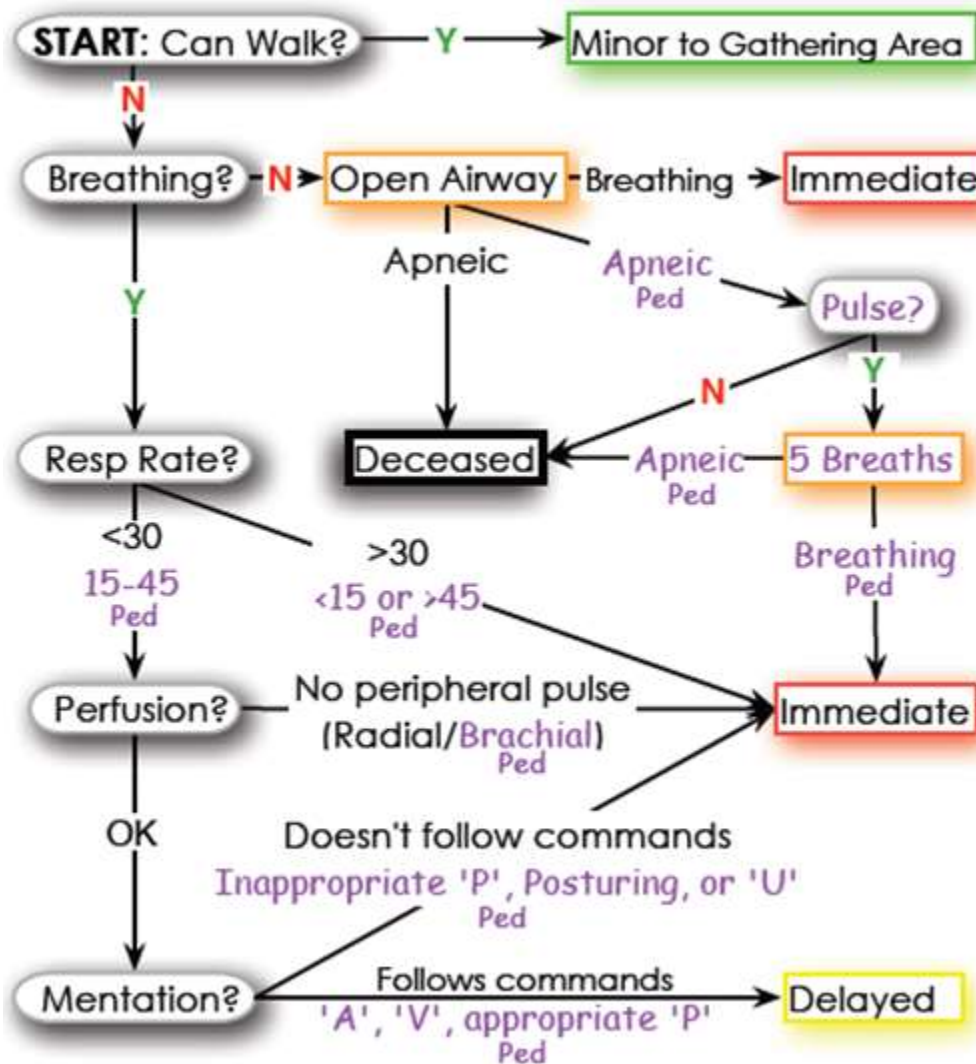 START: Can Walk?
Y
Minor to Gathering Area
N
Breathing?
N
Open Airway
Breathing
Immediate
Apneic
Apneic
Ped
Pulse?
Y
N
Y
Resp Rate?
Deceased
Apneic
Ped
5 Breaths
<30
15-45
Ped
>30
<15 or >45
Ped
Breathing
Ped
Perfusion?
No peripheral pulse
(Radial/Brachial)
Ped
Immediate
OK
Doesn't follow commands
Inappropriate 'P', Posturing, or 'U'
Ped
Mentation?
Follows commands
'A', 'V', appropriate 'P'
Ped
Delayed